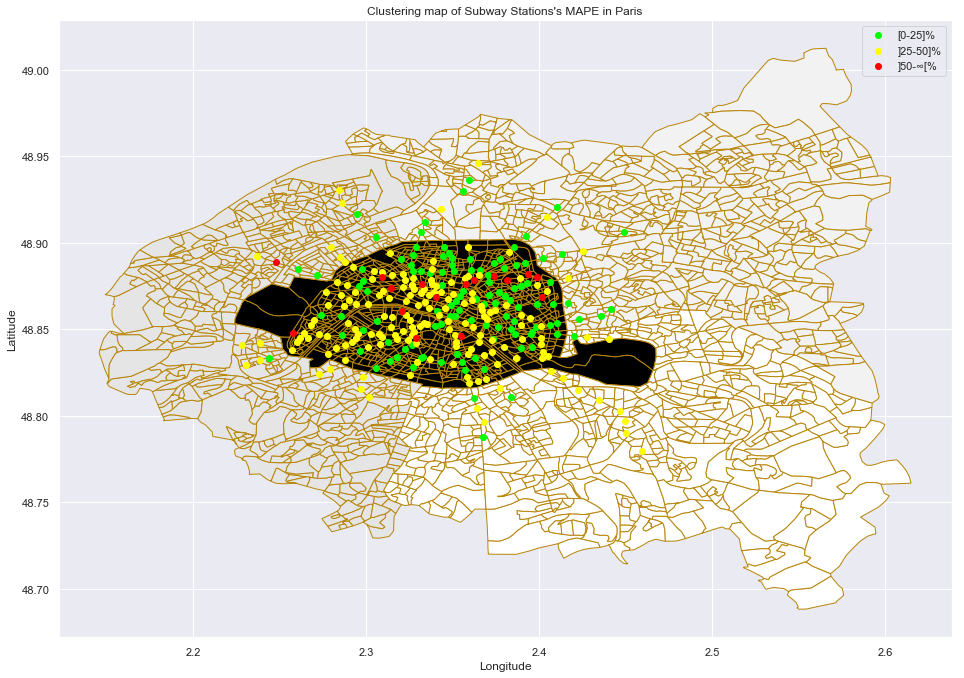 Clustering map of Subway Stations's MAPE in Paris
[0-25]%
]25-50]%
]50-∞[%
49.00
48.95
48.90
48.85
48.80
48.75
48.70
Latitude
2.2 2.3 2.4 2.5 2.6
Longitude